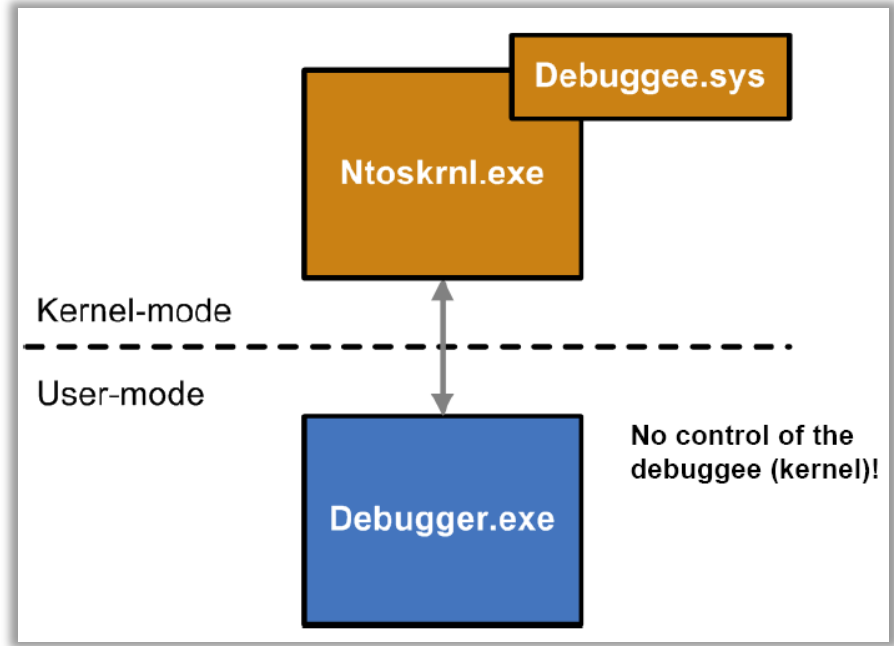 Debuggee.sys
Ntoskrnl.exe
Kernel-mode
User-mode
No control of the
debuggee (kernel)!
Debugger.exe